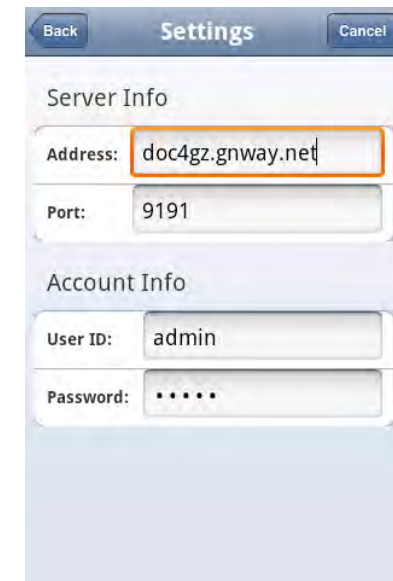 Back Settings Cancel
Server Info
Address: doc4gz.gnway.net
Port: 9191
Account Info
User ID: admin
Password: •••••